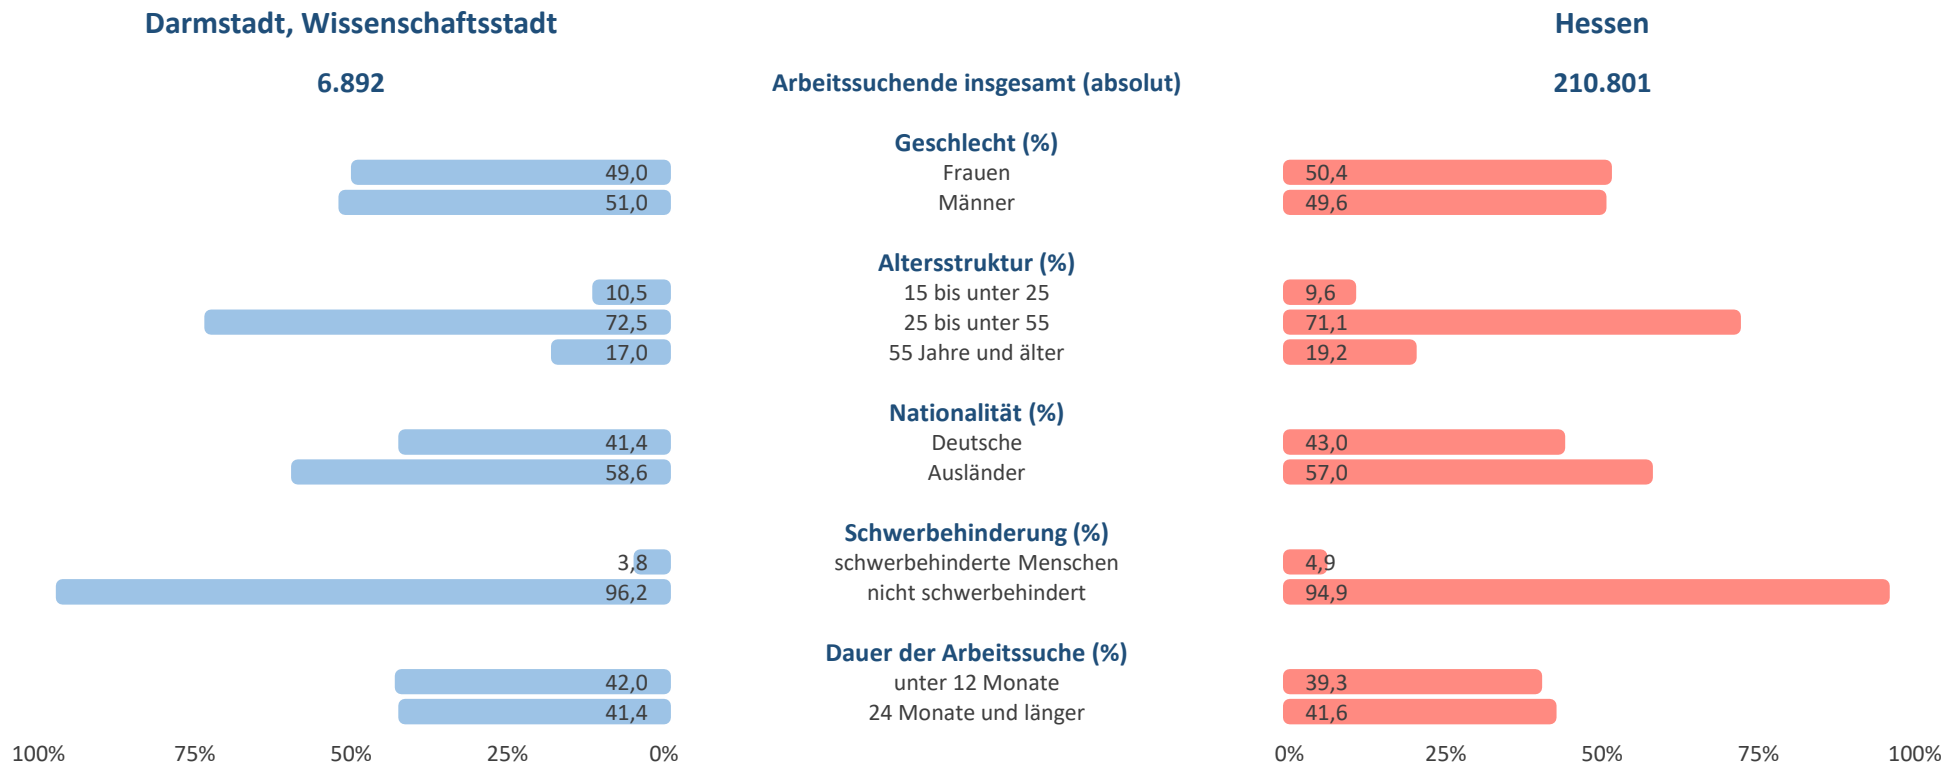 Darmstadt, Wissenschaftsstadt Hessen
6.892 Arbeitssuchende insgesamt (absolut) 210.801
Geschlecht (%)
49,0 Frauen 50,4
51,0 Männer 49,6
Altersstruktur (%)
10,5 15 bis unter 25 9,6
72,5 25 bis unter 55 71,1
17,0 55 Jahre und älter 19,2
Nationalität (%)
41,4 Deutsche 43,0
58,6 Ausländer 57,0
Schwerbehinderung (%)
3,8 schwerbehinderte Menschen 4,9
96,2 nicht schwerbehindert 94,9
Dauer der Arbeitssuche (%)
42,0 unter 12 Monate 39,3
41,4 24 Monate und länger 41,6
100% 75% 50% 25% 0% 0% 25% 50% 75% 100%